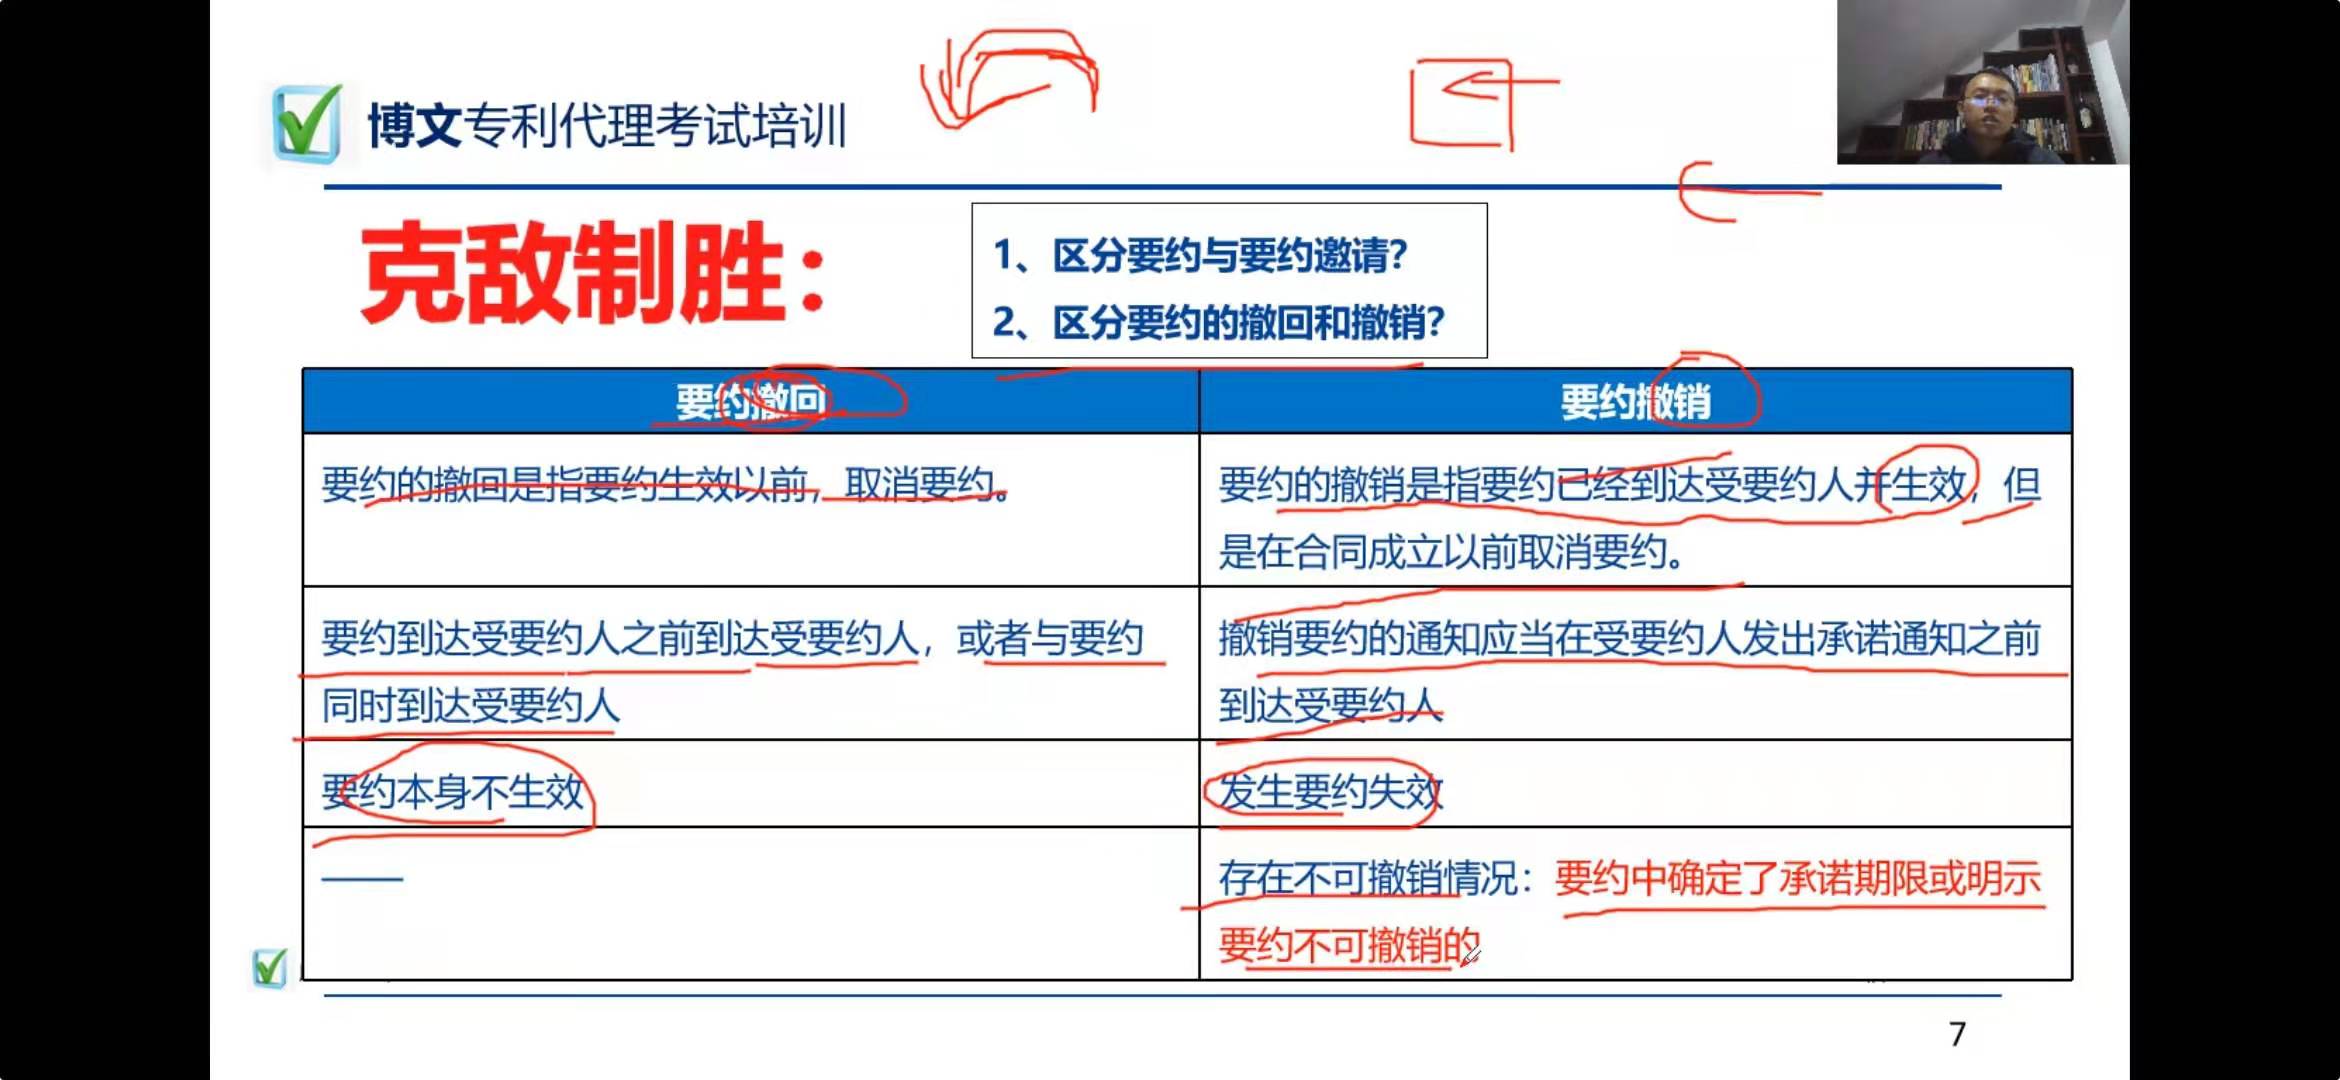 博文专利代理考试培训
克敌制胜：
1、区分要约与要约邀请？
2、区分要约的撤回和撤销？
要约撤回
要约撤销
要约的撤回是指要约生效以前，取消要约。
要约的撤销是指要约已经到达受要约人并生效，但
是在合同成立以前取消要约。
要约到达受要约人之前到达受要约人，或者与要约
同时到达受要约人
撤销要约的通知应当在受要约人发出承诺通知之前
到达受要约人
要约本身不生效
发生要约失效
——
存在不可撤销情况：要约中确定了承诺期限或明示
要约不可撤销的
7